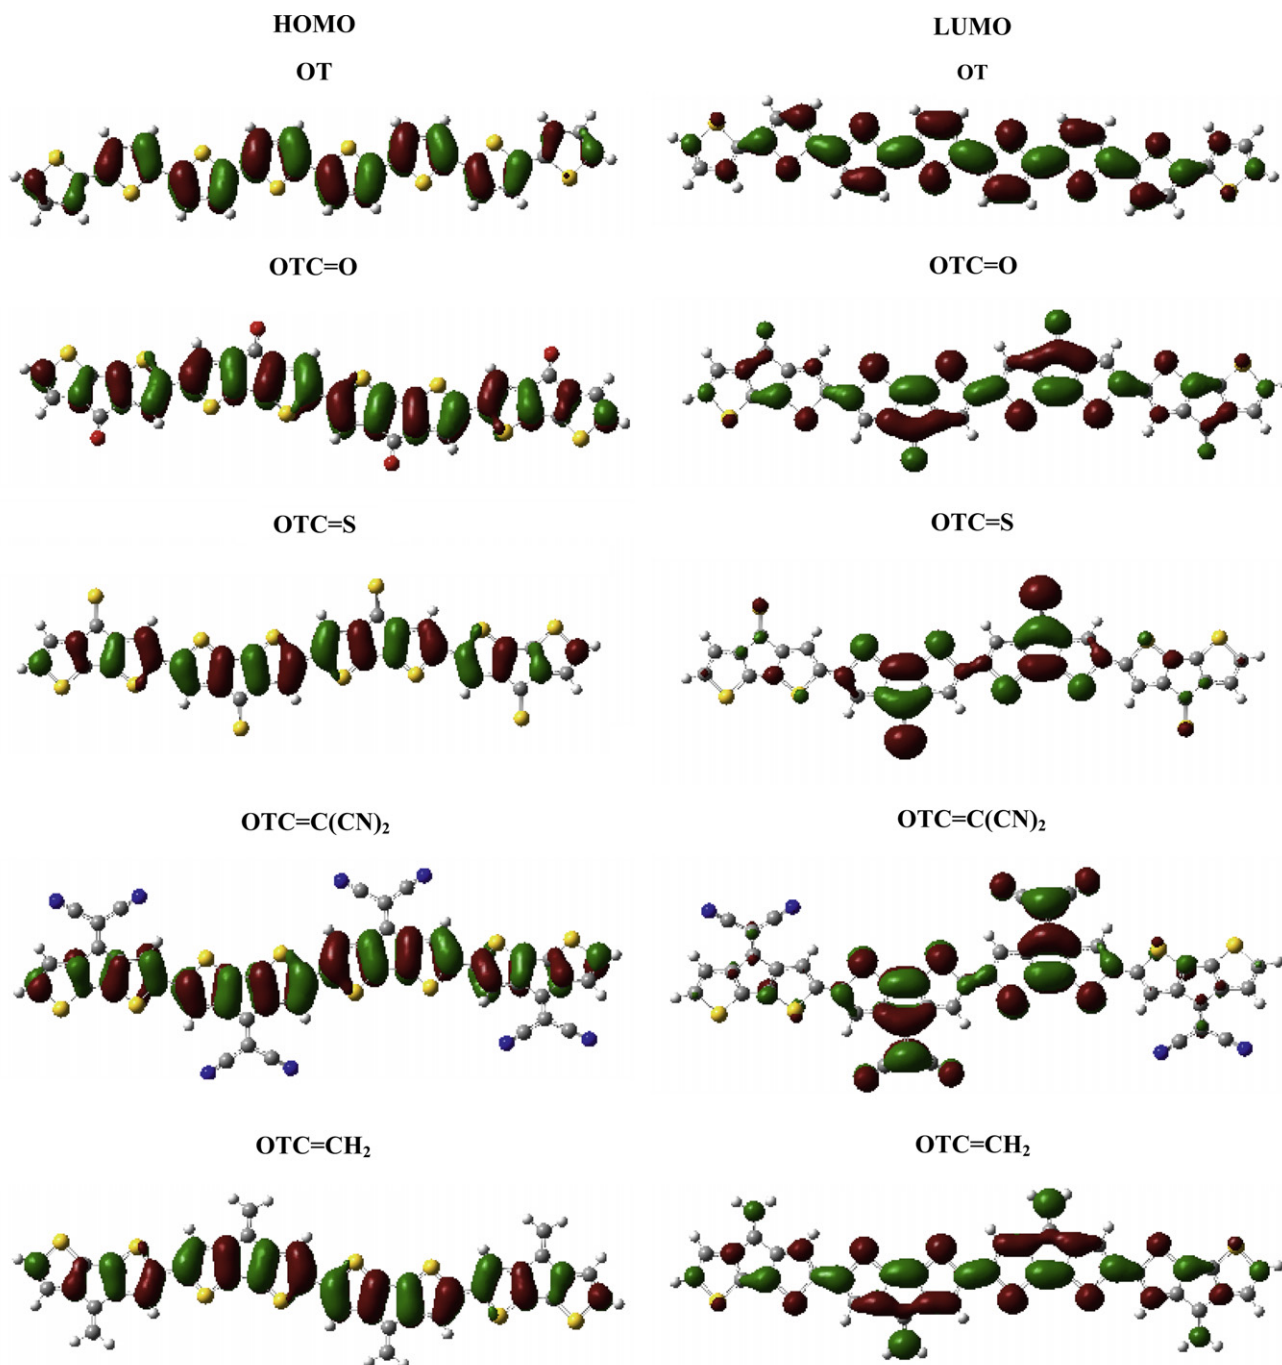 HOMO LUMO
OT OT
OTC=O OTC=O
OTC=S OTC=S
OTC=C(CN)₂ OTC=C(CN)₂
OTC=CH₂ OTC=CH₂